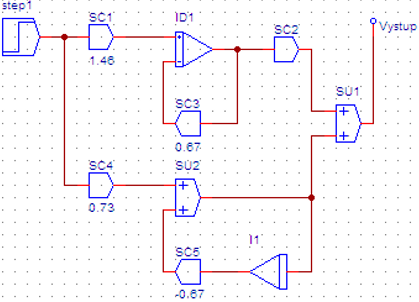 step1
SC1
1.46
ID1
SC2
Vystup
SC3
0.67
SU1
SC4
0.73
SU2
I1
SC5
-0.67